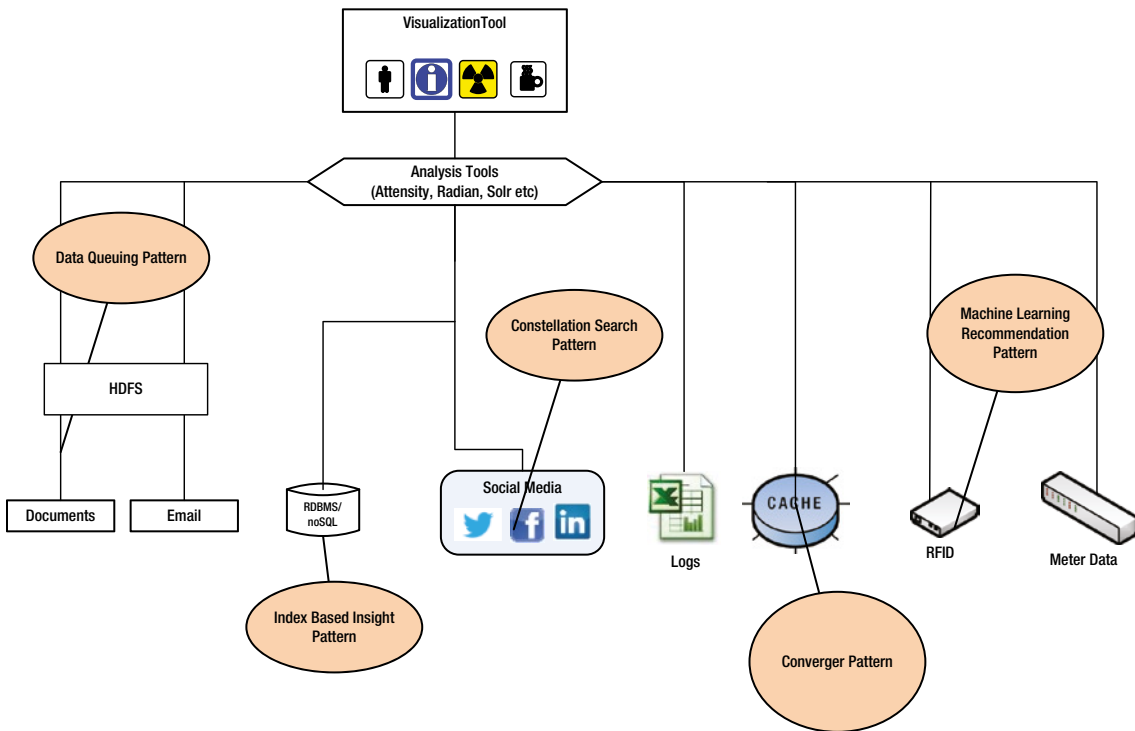 VisualizationTool
Analysis Tools
(Attensity, Radian, Solr etc)
Data Queuing Pattern
Constellation Search
Pattern
Machine Learning
Recommendation
Pattern
HDFS
Documents
Email
RDBMS/
noSQL
Social Media
f
in
X
Logs
CACHE
RFID
Meter Data
Index Based Insight
Pattern
Converger Pattern